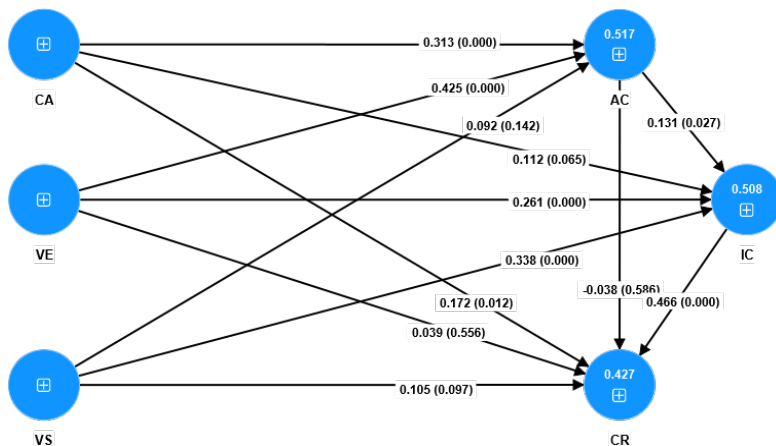 0.517
0.313 (0.000)
CA
AC
0.425 (0.000)
0.092 (0.142)
0.131 (0.027)
0.112 (0.065)
0.508
0.261 (0.000)
VE
IC
0.338 (0.000)
-0.038 (0.586)
0.172 (0.012)
0.466 (0.000)
0.039 (0.556)
0.427
0.105 (0.097)
VS
CR